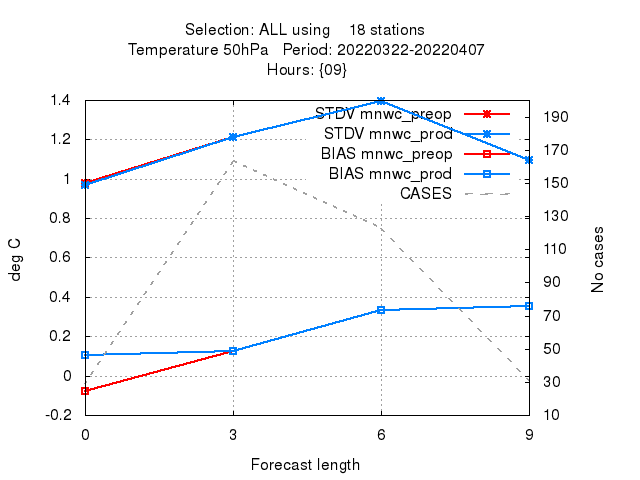 Selection: ALL using 18 stations
Temperature 50hPa Period: 20220322-20220407
Hours: {09}
STDV mnwc_preop
STDV mnwc_prod
BIAS mnwc_preop
BIAS mnwc_prod
CASES
1.4
1.2
1
0.8
0.6
0.4
0.2
0
-0.2
deg C
190
170
150
130
110
90
70
50
30
10
No cases
0 3 6 9
Forecast length